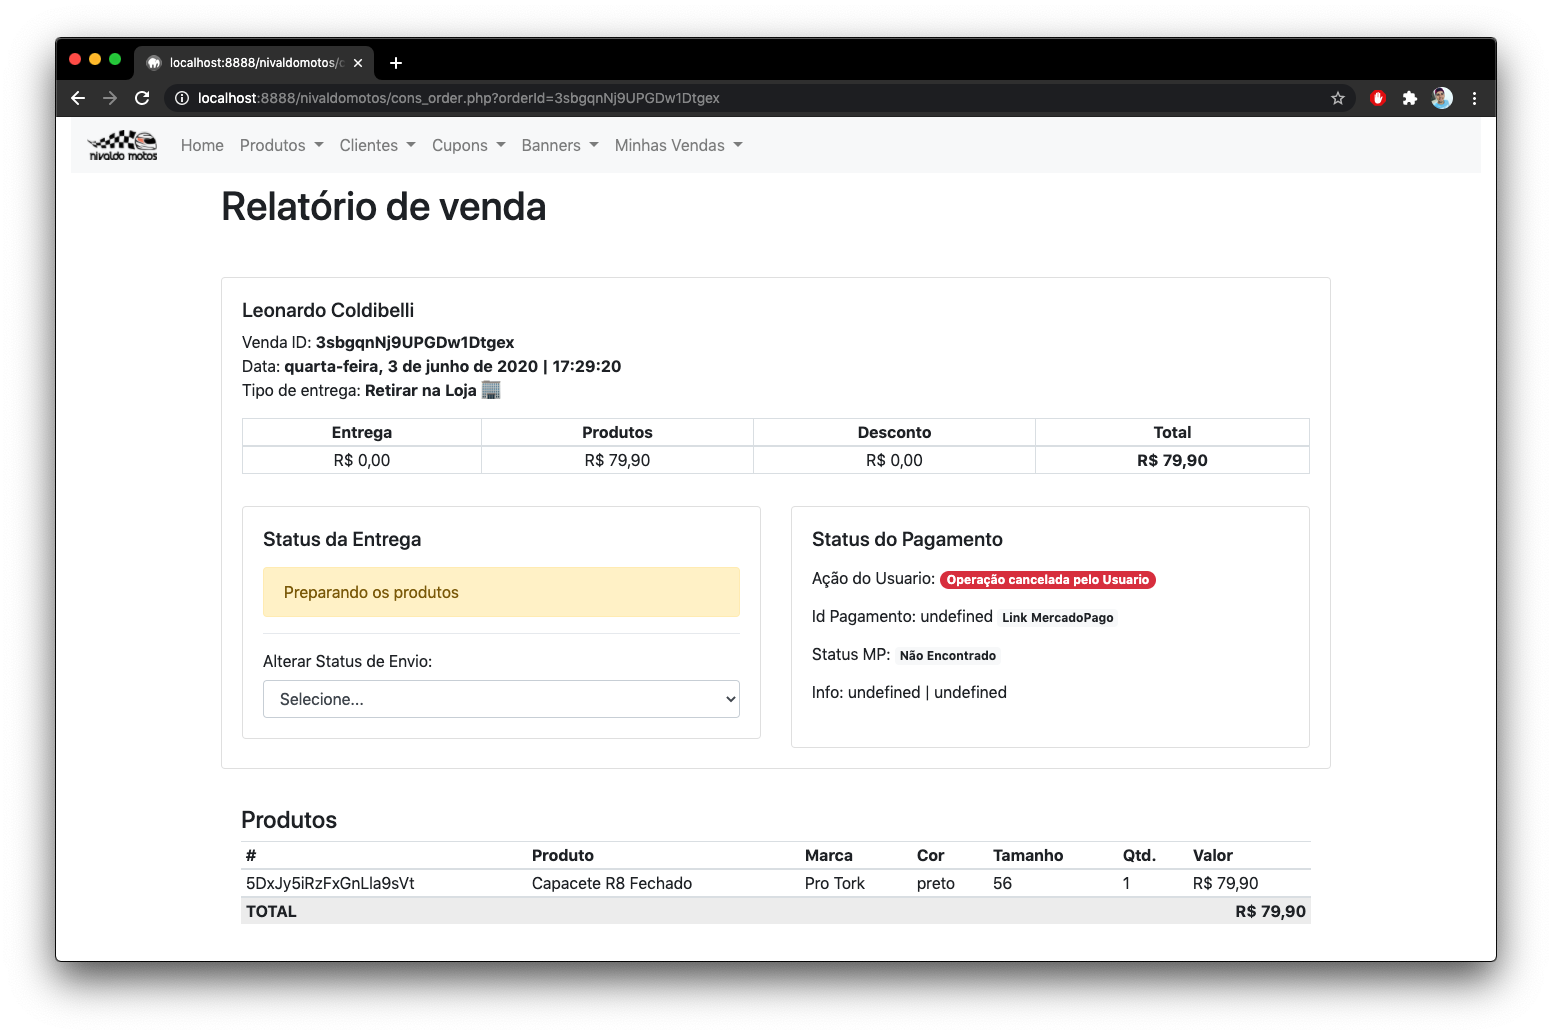 localhost:8888/nivaldomotos/c
localhost:8888/nivaldomotos/cons_order.php?orderId=3sbgqnNj9UPGDw1Dtgex
nivaldo motos
Home Produtos Clientes Cupons Banners Minhas Vendas
Relatório de venda
Leonardo Coldibelli
Venda ID: 3sbgqnNj9UPGDw1Dtgex
Data: quarta-feira, 3 de junho de 2020 | 17:29:20
Tipo de entrega: Retirar na Loja
Entrega Produtos Desconto Total
R$ 0,00 R$ 79,90 R$ 0,00 R$ 79,90
Status da Entrega
Preparando os produtos
Alterar Status de Envio:
Selecione...
Status do Pagamento
Ação do Usuario: Operação cancelada pelo Usuario
Id Pagamento: undefined Link MercadoPago
Status MP: Não Encontrado
Info: undefined | undefined
Produtos
# Produto Marca Cor Tamanho Qtd. Valor
5DxJy5iRzFxGnLla9sVt Capacete R8 Fechado Pro Tork preto 56 1 R$ 79,90
TOTAL R$ 79,90